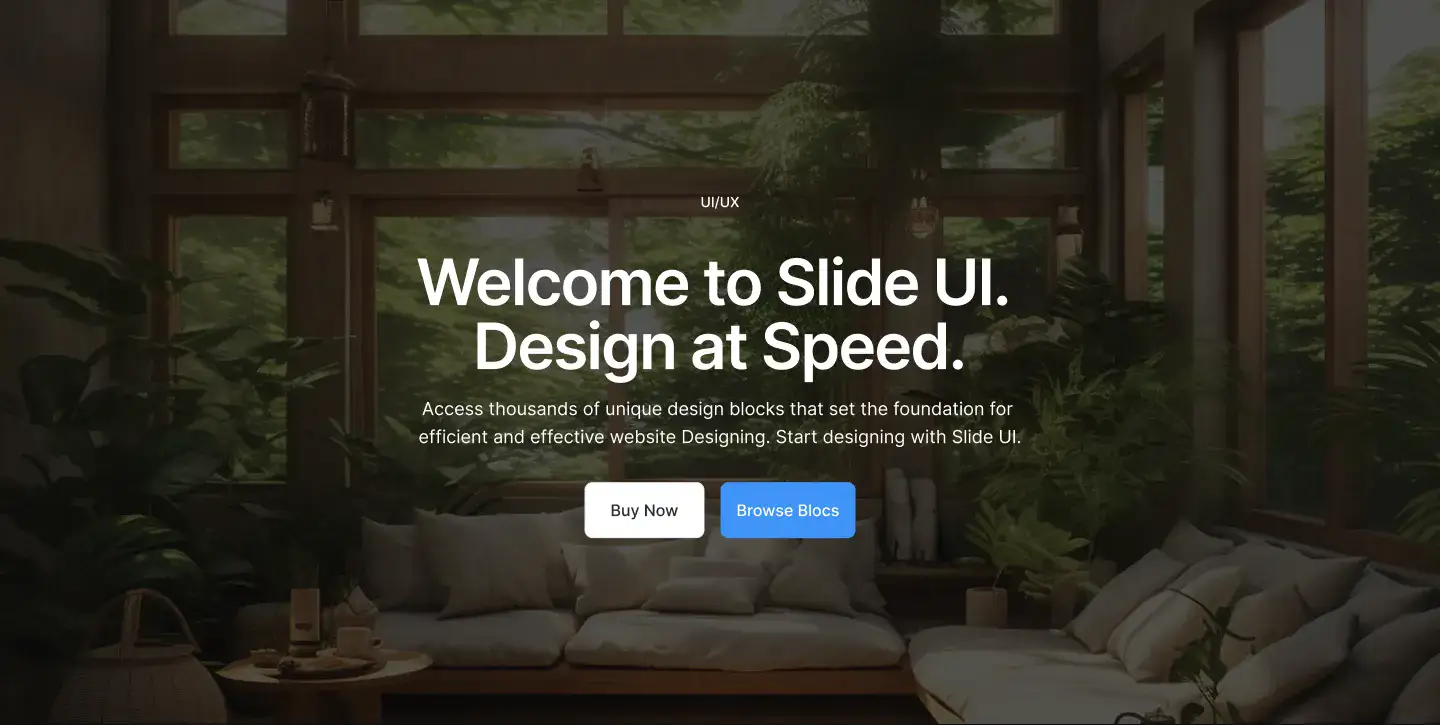 UI/UX
Welcome to Slide UI.
Design at Speed.
Access thousands of unique design blocks that set the foundation for
efficient and effective website Designing. Start designing with Slide UI.
Buy Now
Browse Blocs